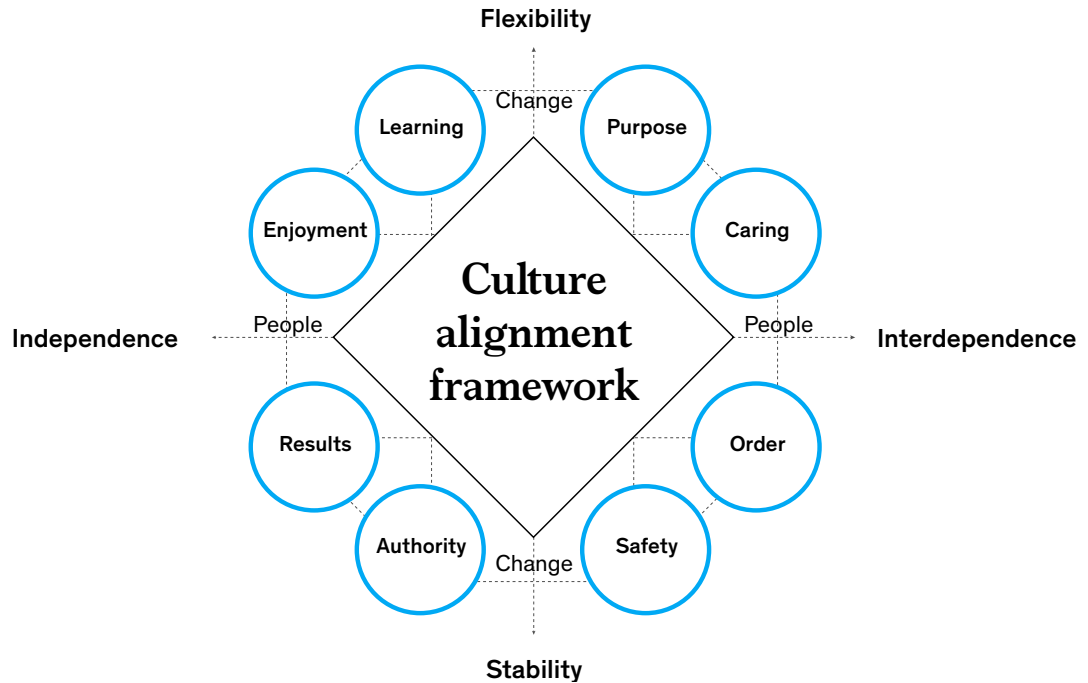 Flexibility
Change
Learning
Purpose
Enjoyment
Caring
Culture
alignment
framework
People
People
Independence
Interdependence
Results
Order
Authority
Safety
Change
Stability